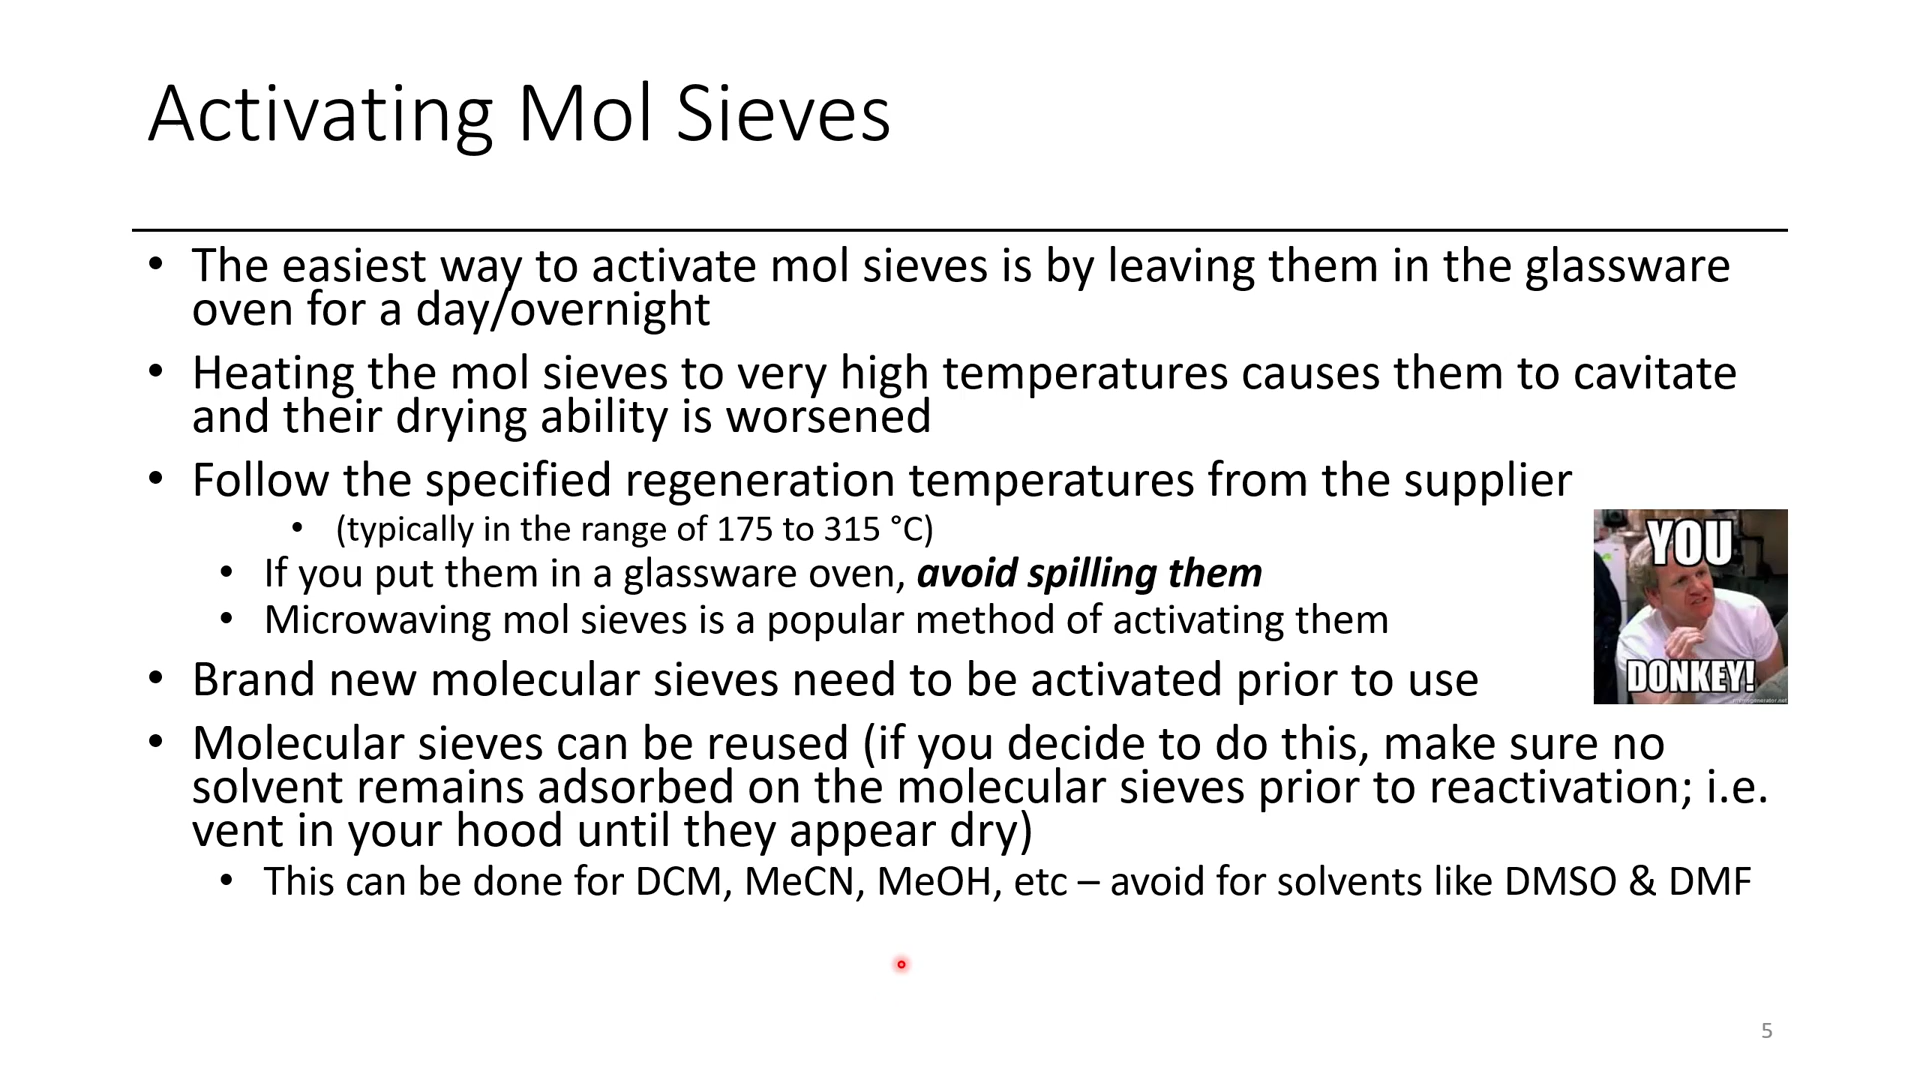 Activating Mol Sieves
• The easiest way to activate mol sieves is by leaving them in the glassware
oven for a day/overnight
• Heating the mol sieves to very high temperatures causes them to cavitate
and their drying ability is worsened
• Follow the specified regeneration temperatures from the supplier
• (typically in the range of 175 to 315 °C)
• If you put them in a glassware oven, avoid spilling them
• Microwaving mol sieves is a popular method of activating them
YOU
DONKEY!
• Brand new molecular sieves need to be activated prior to use
• Molecular sieves can be reused (if you decide to do this, make sure no
solvent remains adsorbed on the molecular sieves prior to reactivation; i.e.
vent in your hood until they appear dry)
• This can be done for DCM, MeCN, MeOH, etc – avoid for solvents like DMSO & DMF
5